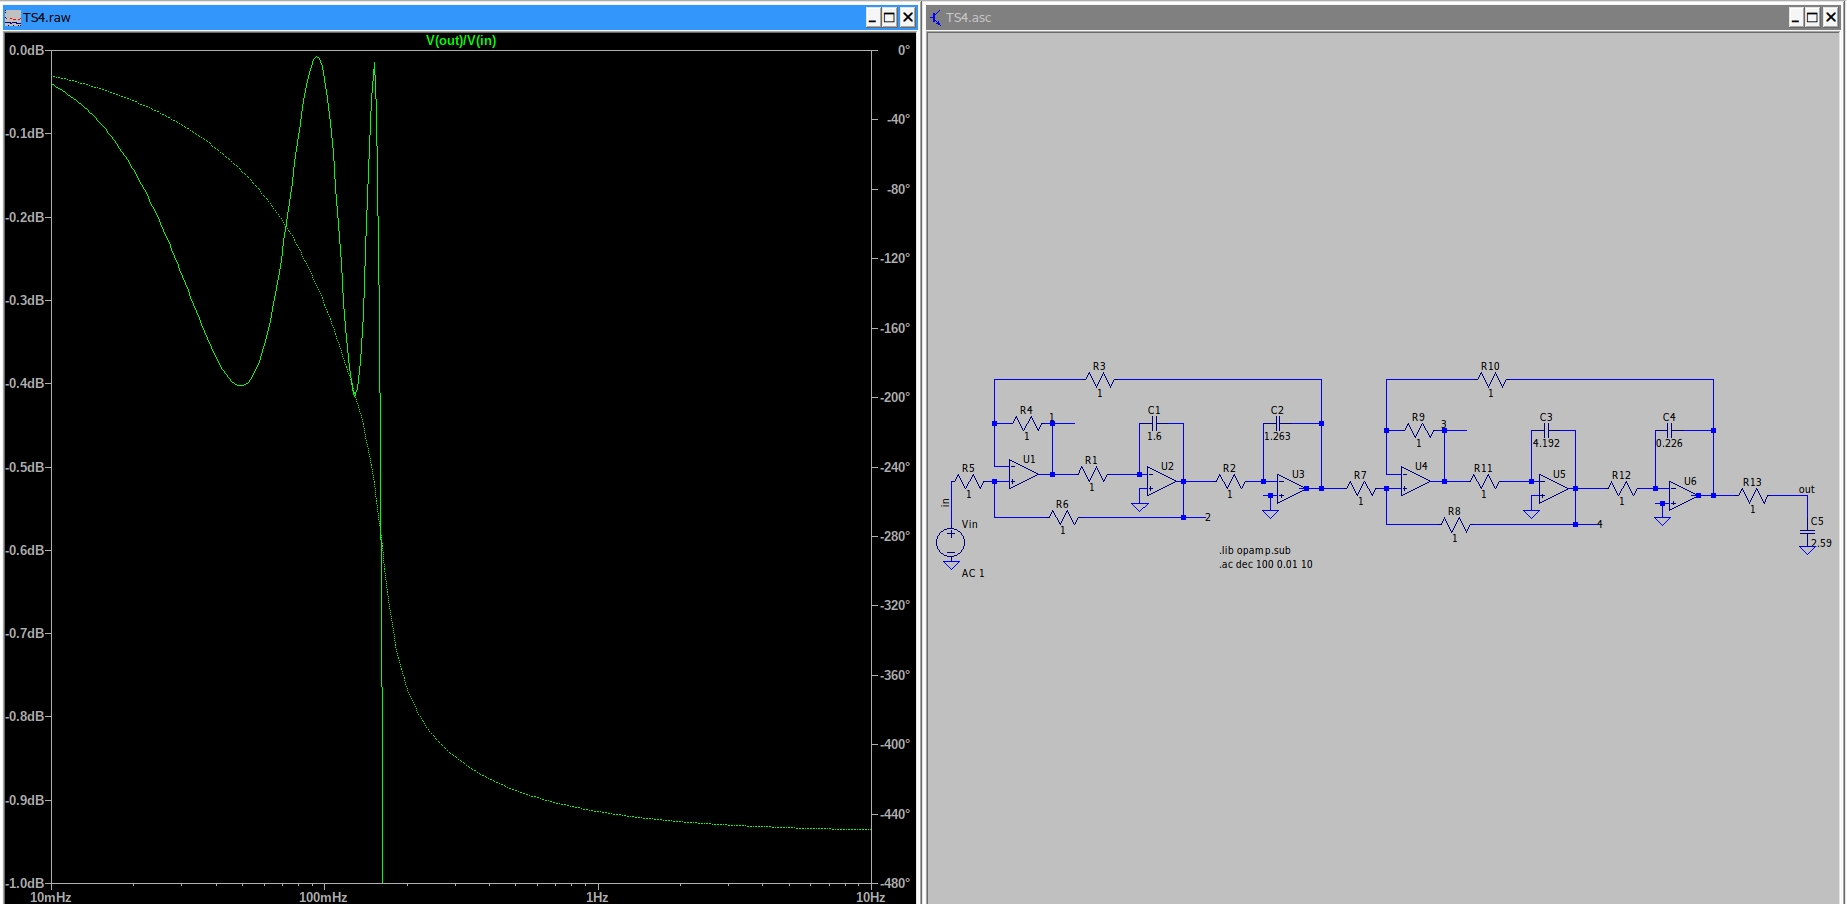 TS4.raw
V(out)/V(in)
0.0dB
-0.1dB
-0.2dB
-0.3dB
-0.4dB
-0.5dB
-0.6dB
-0.7dB
-0.8dB
-0.9dB
-1.0dB
0°
-40°
-80°
-120°
-160°
-200°
-240°
-280°
-320°
-360°
-400°
-440°
-480°
10mHz 100mHz 1Hz 10Hz
TS4.asc
R3
1
R10
1
R4
1
1
C1
1.6
C2
1.263
R9
1
3
C3
4.192
C4
0.226
R5
1
U1
R1
1
U2
R2
1
U3
R7
1
U4
R11
1
U5
R12
1
U6
R13
1
out
in
Vin
AC 1
R6
1
2
R8
1
4
C5
2.59
.lib opamp.sub
.ac dec 100 0.01 10